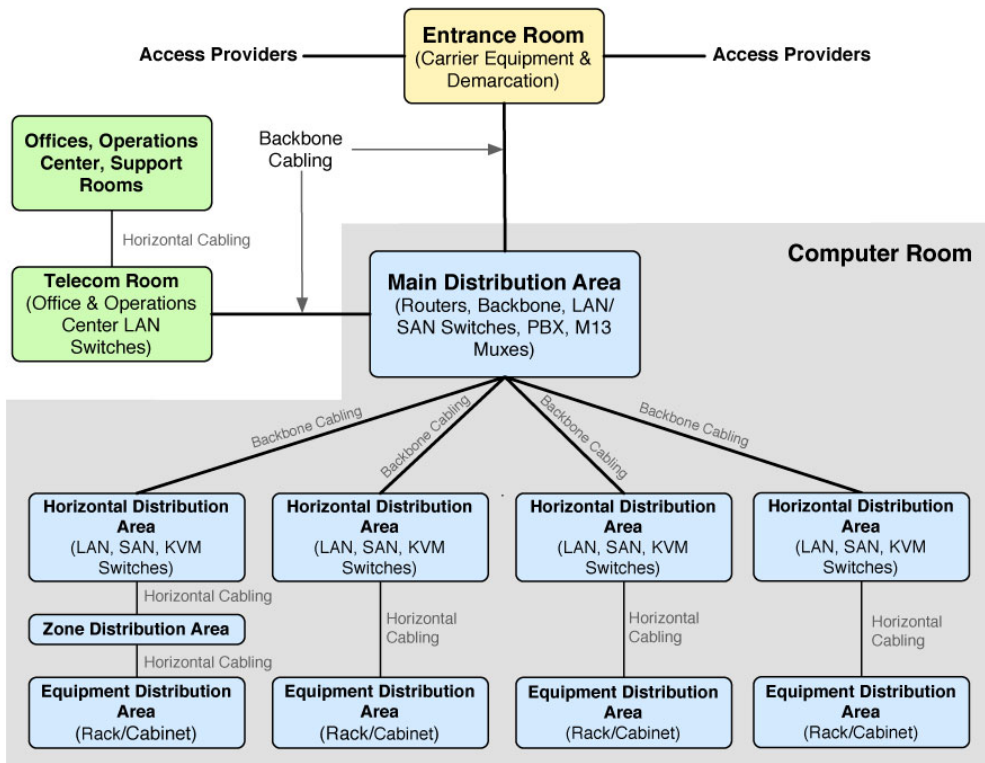 Entrance Room
(Carrier Equipment &
Demarcation)
Access Providers
Access Providers
Offices, Operations
Center, Support
Rooms
Backbone
Cabling
Horizontal Cabling
Computer Room
Telecom Room
(Office & Operations
Center LAN
Switches)
Main Distribution Area
(Routers, Backbone, LAN/
SAN Switches, PBX, M13
Muxes)
Backbone Cabling
Backbone Cabling
Backbone Cabling
Backbone Cabling
Horizontal Distribution
Area
(LAN, SAN, KVM
Switches)
Horizontal Distribution
Area
(LAN, SAN, KVM
Switches)
Horizontal Distribution
Area
(LAN, SAN, KVM
Switches)
Horizontal Distribution
Area
(LAN, SAN, KVM
Switches)
Horizontal Cabling
Zone Distribution Area
Horizontal Cabling
Horizontal
Cabling
Horizontal
Cabling
Horizontal
Cabling
Equipment Distribution
Area
(Rack/Cabinet)
Equipment Distribution
Area
(Rack/Cabinet)
Equipment Distribution
Area
(Rack/Cabinet)
Equipment Distribution
Area
(Rack/Cabinet)